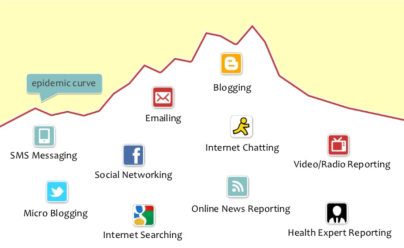 epidemic curve
Blogging
Emailing
Internet Chatting
SMS Messaging
Video/Radio Reporting
Social Networking
Micro Blogging
Online News Reporting
Internet Searching
Health Expert Reporting